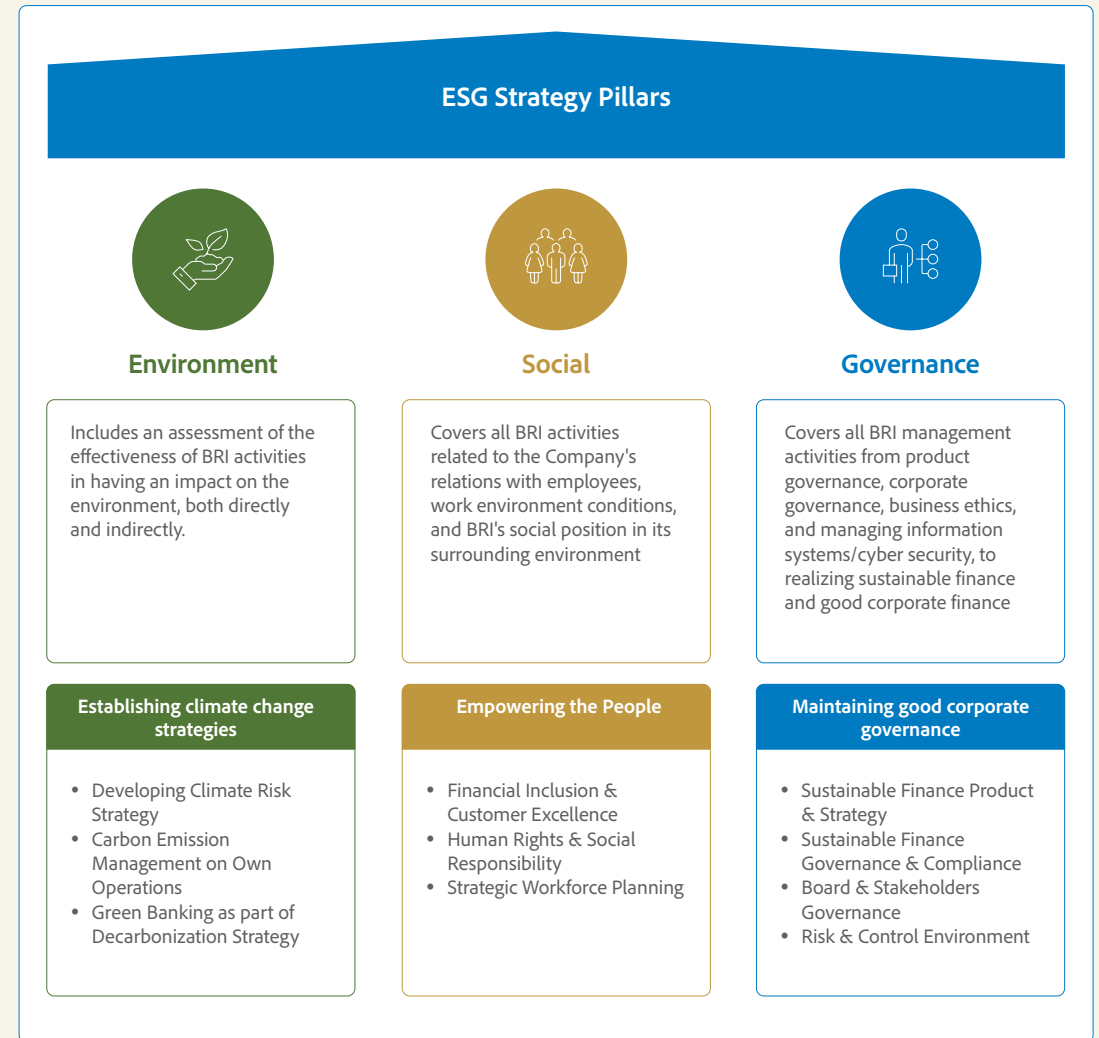 ESG Strategy Pillars
Environment
Includes an assessment of the
effectiveness of BRI activities
in having an impact on the
environment, both directly
and indirectly.
Establishing climate change
strategies
• Developing Climate Risk
Strategy
• Carbon Emission
Management on Own
Operations
• Green Banking as part of
Decarbonization Strategy
Social
Covers all BRI activities
related to the Company's
relations with employees,
work environment conditions,
and BRI's social position in its
surrounding environment
Empowering the People
• Financial Inclusion &
Customer Excellence
• Human Rights & Social
Responsibility
• Strategic Workforce Planning
Governance
Covers all BRI management
activities from product
governance, corporate
governance, business ethics,
and managing information
systems/cyber security, to
realizing sustainable finance
and good corporate finance
Maintaining good corporate
governance
• Sustainable Finance Product
& Strategy
• Sustainable Finance
Governance & Compliance
• Board & Stakeholders
Governance
• Risk & Control Environment